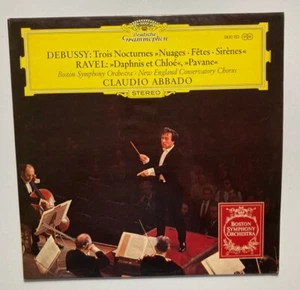 Deutsche
Grammophon
DEBUSSY: Trois Nocturnes »Nuages - Fêtes - Sirènes«
RAVEL: »Daphnis et Chloé«, »Pavane«
Boston Symphony Orchestra · New England Conservatory Chorus
CLAUDIO ABBADO
STEREO
BOSTON
SYMPHONY
ORCHESTRA